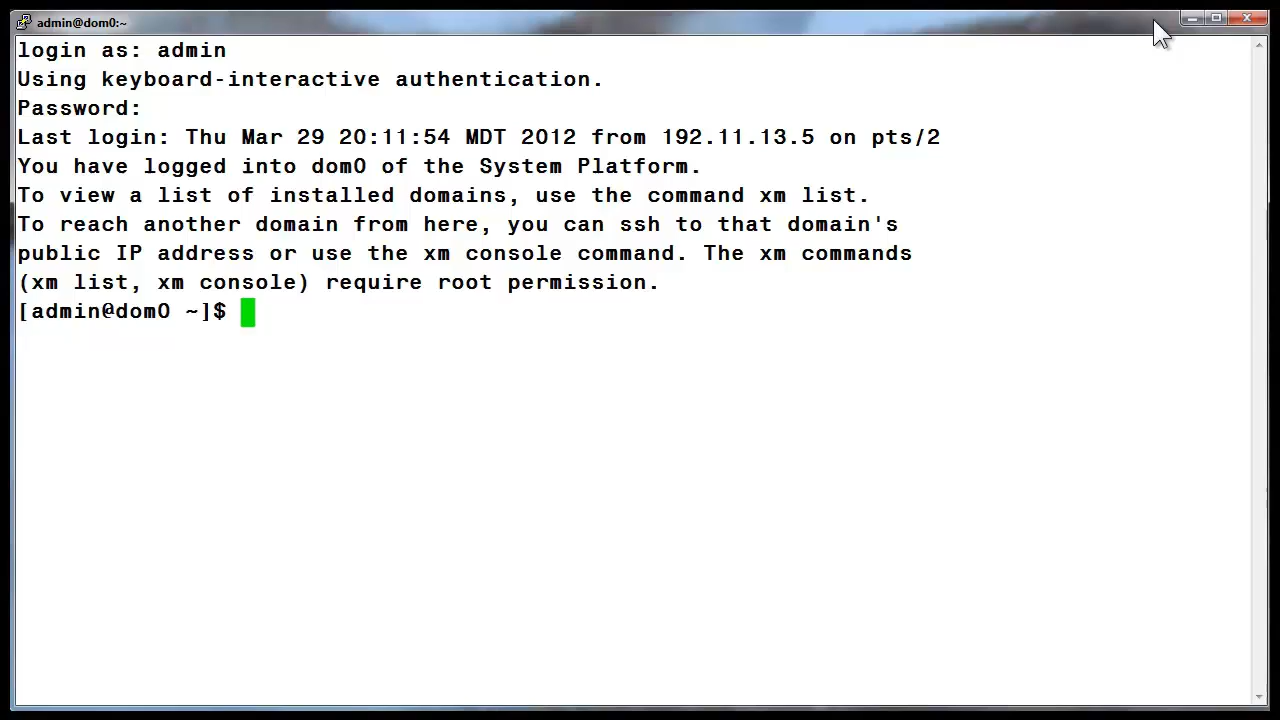 admin@dom0:~
login as: admin
Using keyboard-interactive authentication.
Password:
Last login: Thu Mar 29 20:11:54 MDT 2012 from 192.11.13.5 on pts/2
You have logged into dom0 of the System Platform.
To view a list of installed domains, use the command xm list.
To reach another domain from here, you can ssh to that domain's
public IP address or use the xm console command. The xm commands
(xm list, xm console) require root permission.
[admin@dom0 ~]$